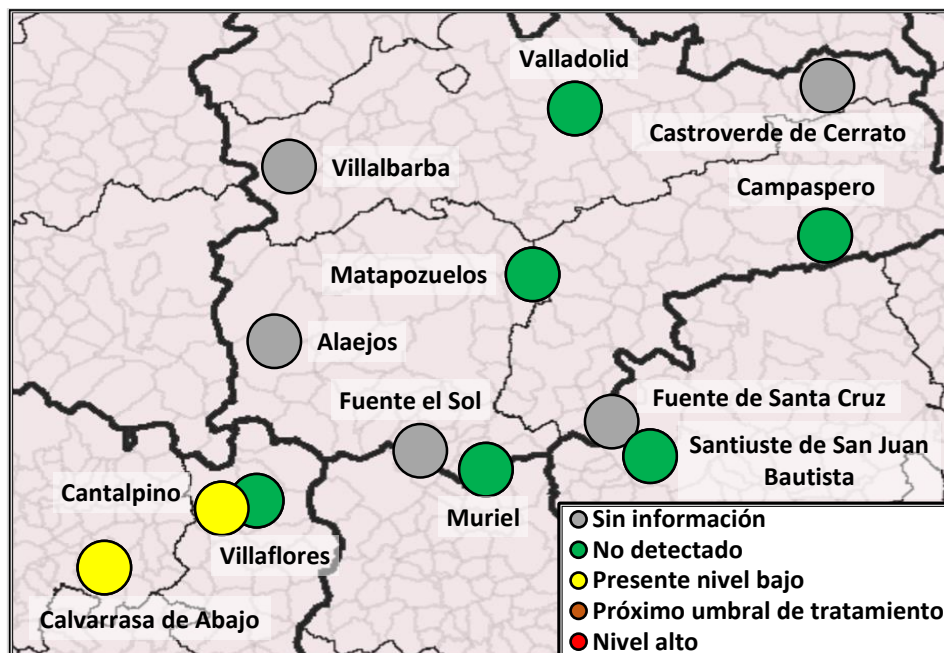 Valladolid
Castroverde de Cerrato
Villalbarba
Campaspero
Matapozuelos
Alaejos
Fuente el Sol
Fuente de Santa Cruz
Santiuste de San Juan
Bautista
Cantalpino
Muriel
Villaflores
Calvarrasa de Abajo
Sin información
No detectado
Presente nivel bajo
Próximo umbral de tratamiento
Nivel alto